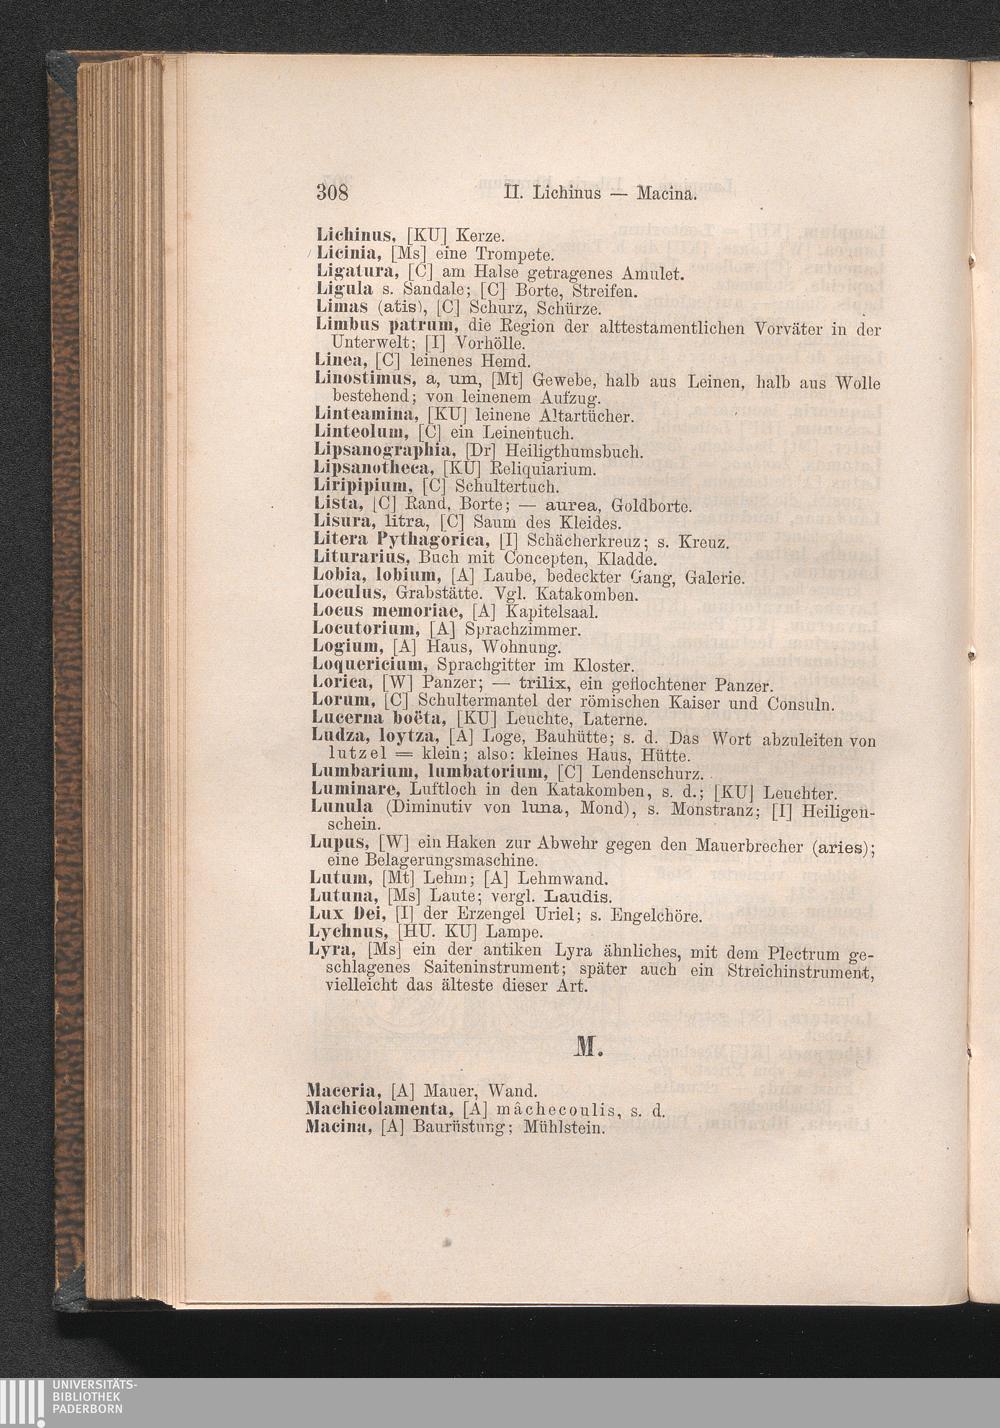 308 II. Lichinus — Macina.
Lichinus, [KU] Kerze.
Licinia, [Ms] eine Trompete.
Ligatura, [C] am Halse getragenes Amulet.
Ligula s. Sandale; [C] Borte, Streifen.
Limas (atis), [C] Schurz, Schürze.
Limbus patrum, die Region der alttestamentlichen Vorväter in der
Unterwelt; [I] Vorhölle.
Linea, [C] leinenes Hemd.
Linostimus, a, um, [Mt] Gewebe, halb aus Leinen, halb aus Wolle
bestehend; von leinenem Aufzug.
Linteamina, [KU] leinene Altartücher.
Linteolum, [C] ein Leinentuch.
Lipsanographia, [Dr] Heiligthumsbuch.
Lipsanotheca, [KU] Reliquiarium.
Liripipium, [C] Schultertuch.
Lista, [C] Rand, Borte; — aurea, Goldborte.
Lisura, litra, [C] Saum des Kleides.
Litera Pythagorica, [I] Schächerkreuz; s. Kreuz.
Liturarius, Buch mit Concepten, Kladde.
Lobia, lobium, [A] Laube, bedeckter Gang, Galerie.
Loculus, Grabstätte. Vgl. Katakomben.
Locus memoriae, [A] Kapitelsaal.
Locutorium, [A] Sprachzimmer.
Logium, [A] Haus, Wohnung.
Loquericium, Sprachgitter im Kloster.
Lorica, [W] Panzer; — trilix, ein geflochtener Panzer.
Lorum, [C] Schultermantel der römischen Kaiser und Consuln.
Lucerna boëta, [KU] Leuchte, Laterne.
Ludza, loytza, [A] Loge, Bauhütte; s. d. Das Wort abzuleiten von
lutzel = klein; also: kleines Haus, Hütte.
Lumbarium, lumbatorium, [C] Lendenschurz.
Luminare, Luftloch in den Katakomben, s. d.; [KU] Leuchter.
Lunula (Diminutiv von luna, Mond), s. Monstranz; [I] Heiligen-
schein.
Lupus, [W] ein Haken zur Abwehr gegen den Mauerbrecher (aries);
eine Belagerungsmaschine.
Lutum, [Mt] Lehm; [A] Lehmwand.
Lutuna, [Ms] Laute; vergl. Laudis.
Lux Dei, [I] der Erzengel Uriel; s. Engelchöre.
Lychnus, [HU. KU] Lampe.
Lyra, [Ms] ein der antiken Lyra ähnliches, mit dem Plectrum ge-
schlagenes Saiteninstrument; später auch ein Streichinstrument,
vielleicht das älteste dieser Art.
M.
Maceria, [A] Mauer, Wand.
Machicolamenta, [A] mâchecoulis, s. d.
Macina, [A] Baurüstung; Mühlstein.
UNIVERSITÄTS-
BIBLIOTHEK
PADERBORN